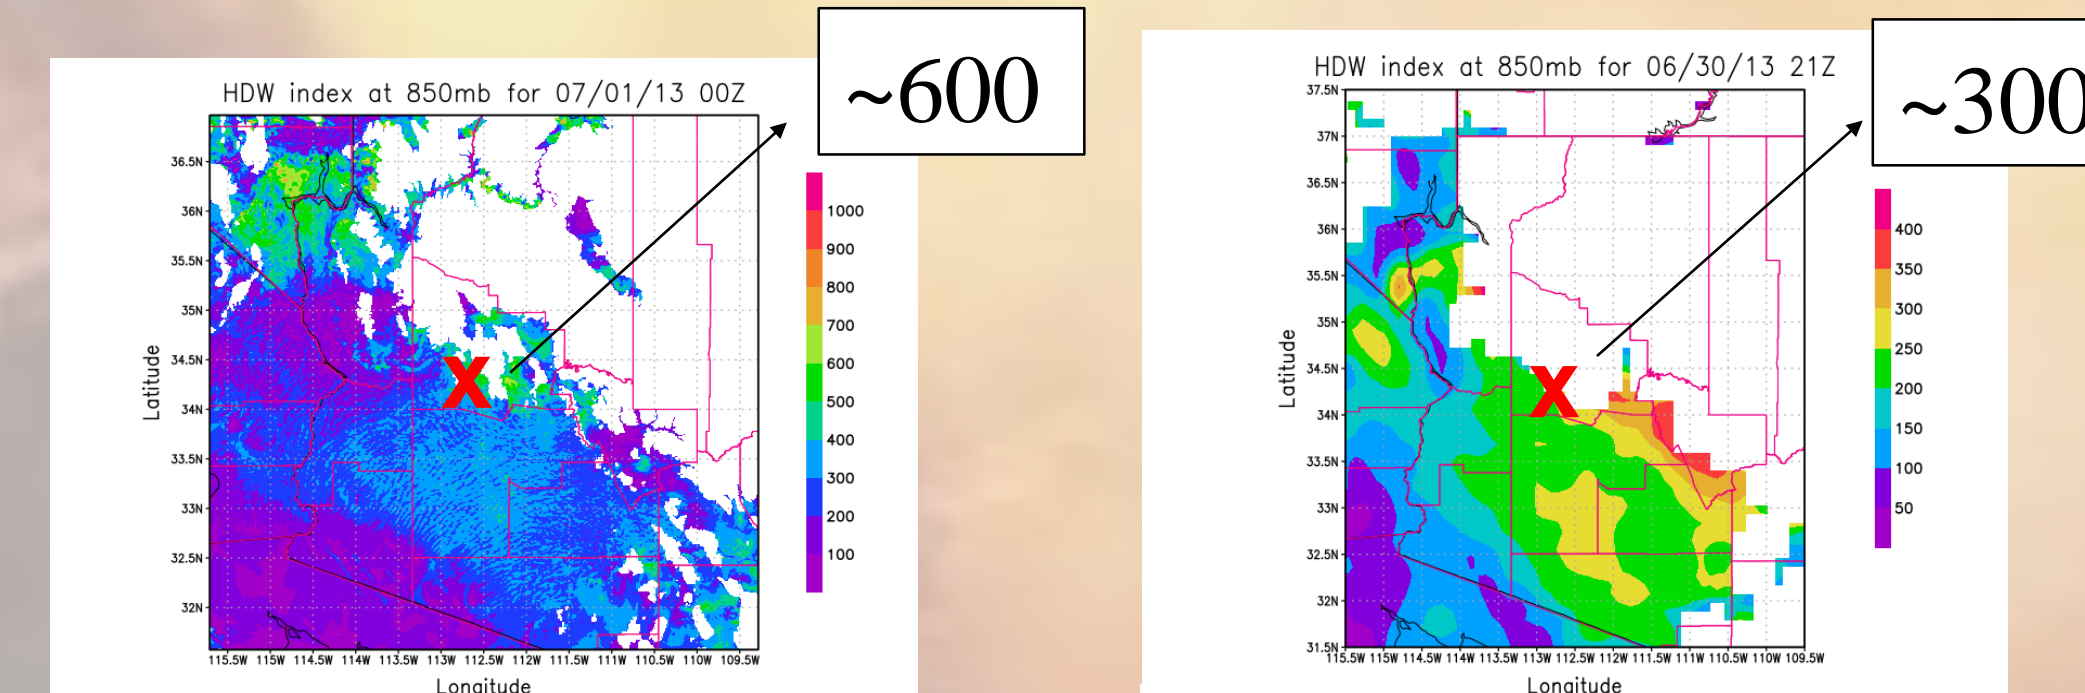 ~600
HDW index at 850mb for 07/01/13 00Z
36.5N
36N
35.5N
35N
34.5N
34N
33.5N
33N
32.5N
32N
Latitude
115.5W 115W 114.5W 114W 113.5W 113W 112.5W 112W 111.5W 111W 110.5W 110W 109.5W
Longitude
1000
900
800
700
600
500
400
300
200
100
X
~300
HDW index at 850mb for 06/30/13 21Z
37.5N
37N
36.5N
36N
35.5N
35N
34.5N
34N
33.5N
33N
32.5N
32N
31.5N
Latitude
115.5W 115W 114.5W 114W 113.5W 113W 112.5W 112W 111.5W 111W 110.5W 110W 109.5W
Longitude
400
350
300
250
200
150
100
50
X